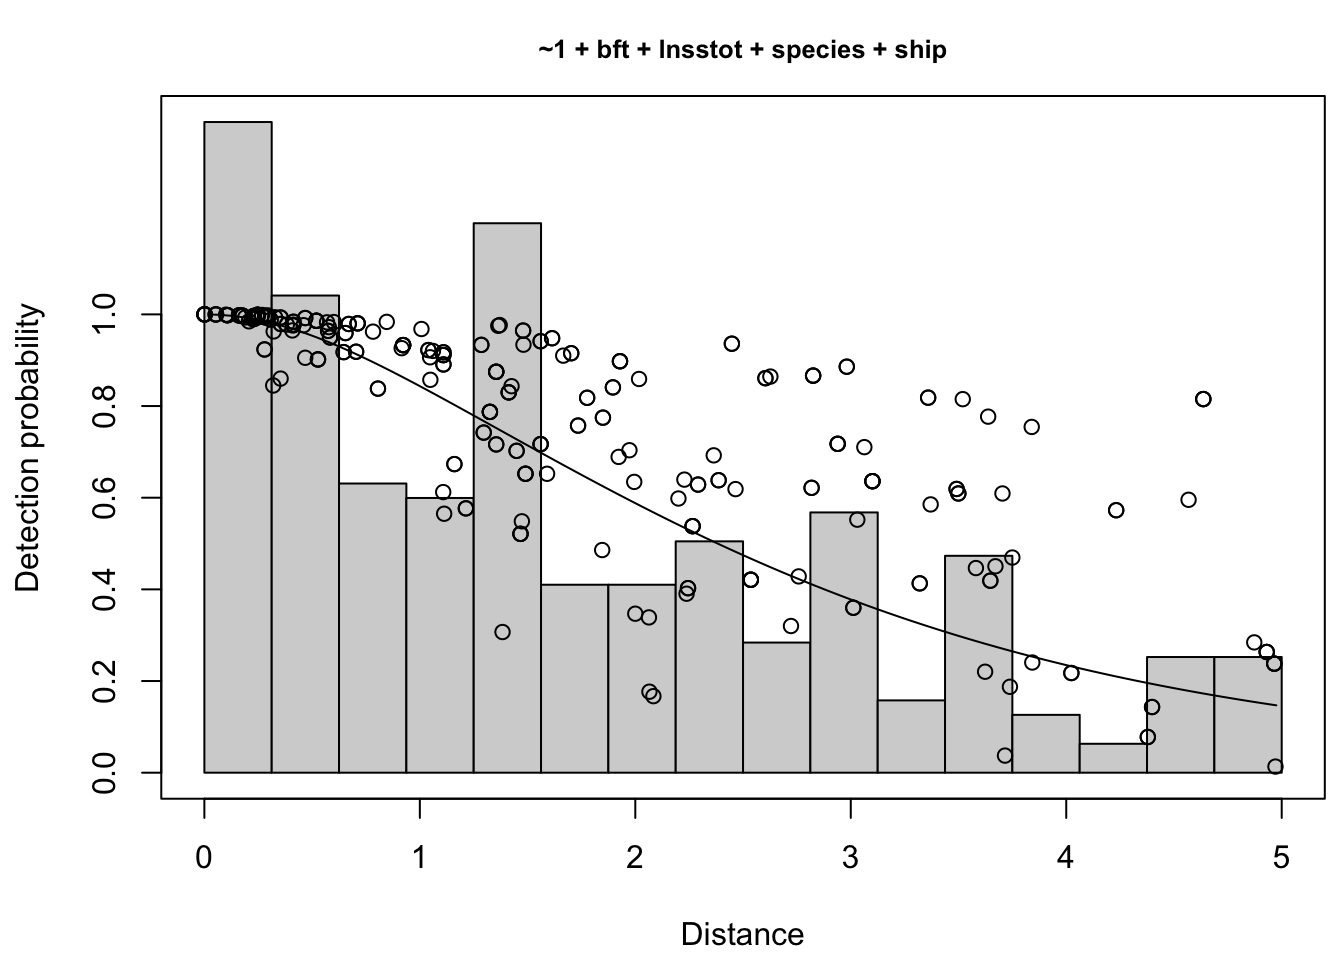 ~1 + bft + lnsstot + species + ship
Detection probability
1.0
0.8
0.6
0.4
0.2
0.0
0 1 2 3 4 5
Distance